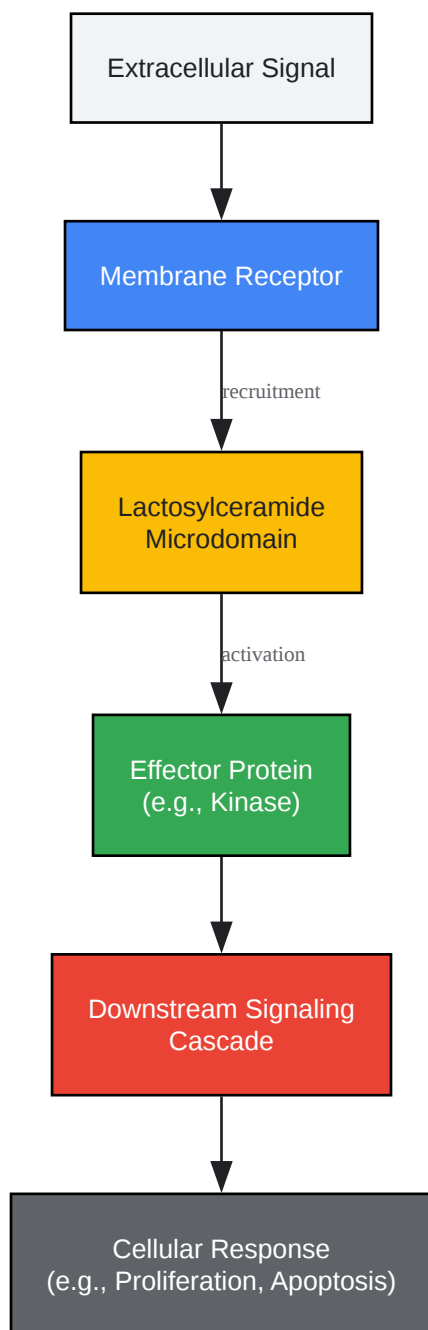 Extracellular Signal
Membrane Receptor
recruitment
Lactosylceramide
Microdomain
activation
Effector Protein
(e.g., Kinase)
Downstream Signaling
Cascade
Cellular Response
(e.g., Proliferation, Apoptosis)